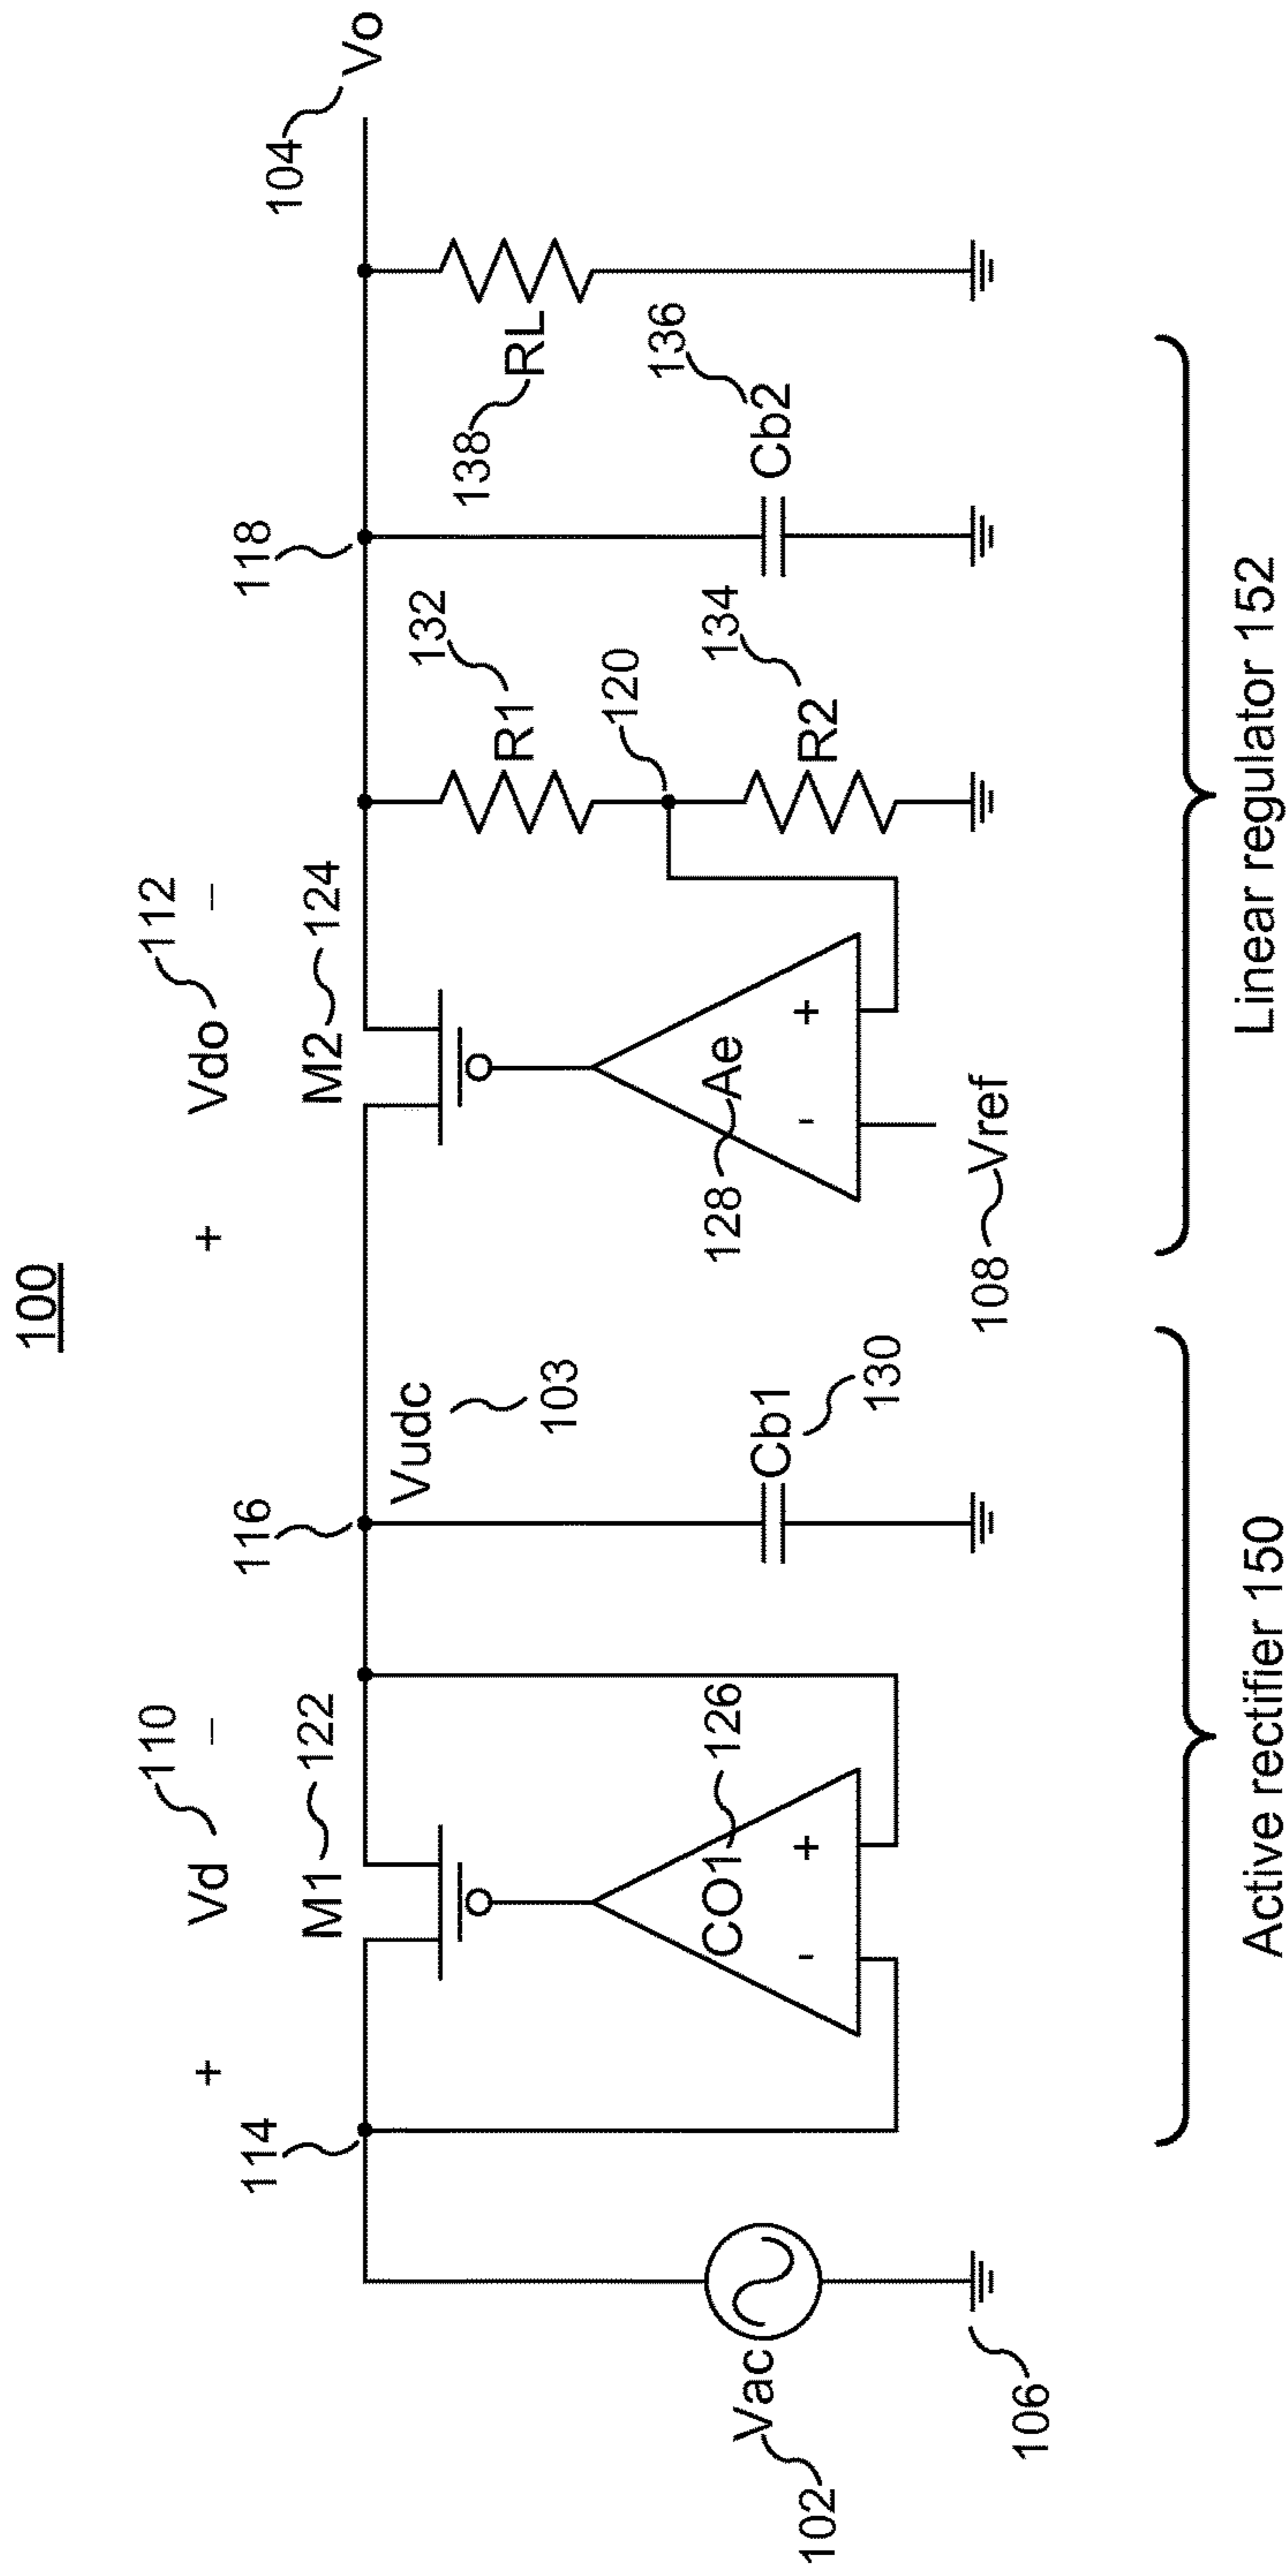 100
Vd 110
+ −
Vdo 112
+ −
114
M1 122
116
M2 124
118
104
Vo
Vudc
103
CO1 126
- +
Cb1
130
128 Ae
- +
108 Vref
R1 132
120
R2
134
138 RL
Cb2
136
Vac
102
106
Active rectifier 150
Linear regulator 152